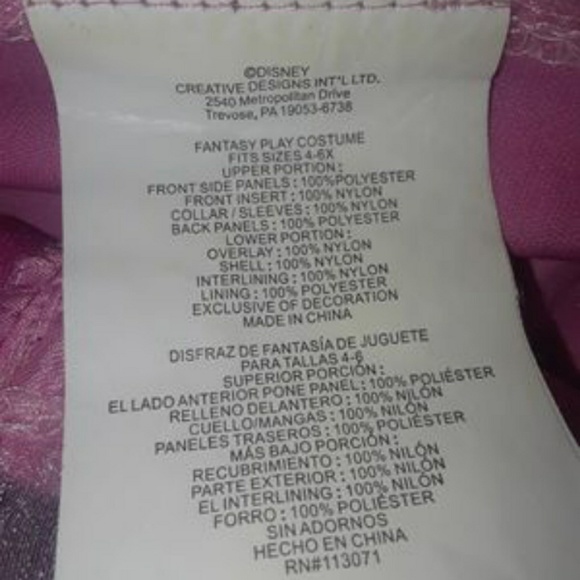 ©DISNEY
CREATIVE DESIGNS INT'L LTD.
2540 Metropolitan Drive
Trevose, PA 19053-6738
FANTASY PLAY COSTUME
FITS SIZES 4-6X
UPPER PORTION:
FRONT SIDE PANELS: 100%POLYESTER
FRONT INSERT: 100% NYLON
COLLAR / SLEEVES: 100% NYLON
BACK PANELS: 100% POLYESTER
LOWER PORTION:
OVERLAY: 100% NYLON
SHELL: 100% NYLON
INTERLINING: 100% NYLON
LINING: 100% POLYESTER
EXCLUSIVE OF DECORATION
MADE IN CHINA
DISFRAZ DE FANTASÍA DE JUGUETE
PARA TALLAS 4-6
SUPERIOR PORCIÓN:
EL LADO ANTERIOR PONE PANEL: 100% POLIÉSTER
RELLENO DELANTERO: 100% NILÓN
CUELLO/MANGAS: 100% NILÓN
PANELES TRASEROS: 100% POLIÉSTER
MÁS BAJO PORCIÓN:
RECUBRIMIENTO: 100% NILÓN
PARTE EXTERIOR: 100% NILÓN
EL INTERLINING: 100% NILÓN
FORRO: 100% POLIÉSTER
SIN ADORNOS
HECHO EN CHINA
RN#113071